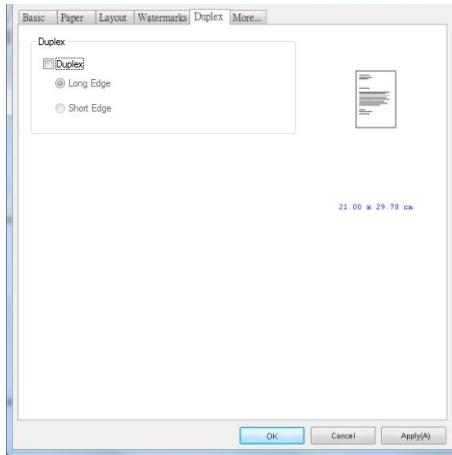 Basic Paper Layout Watermarks Duplex More...
Duplex
Duplex
Long Edge
Short Edge
21.00 x 29.70 cm
OK Cancel Apply(A)